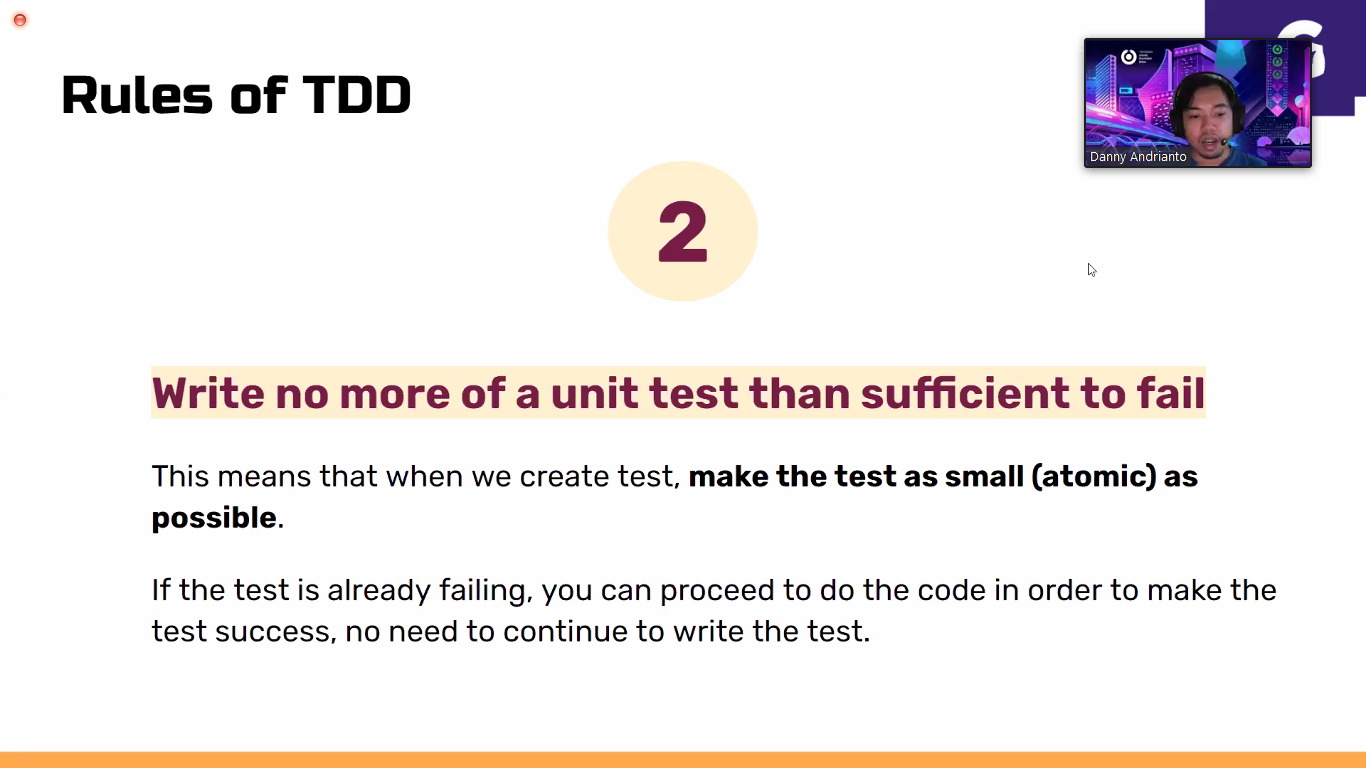 Rules of TDD
Danny Andrianto
2
Write no more of a unit test than sufficient to fail
This means that when we create test, make the test as small (atomic) as
possible.
If the test is already failing, you can proceed to do the code in order to make the
test success, no need to continue to write the test.